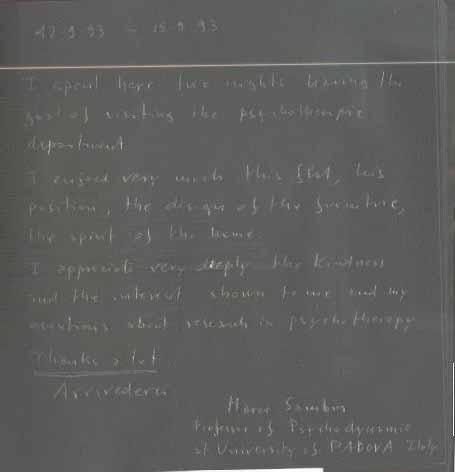 12.9.93 – 15.9.93
I spent here two nights having the
goal of visiting the psychotherapic
department
I enjoed very much this flat, his
position, the design of the furniture,
the spirit of the home.
I appreciate very deeply the kindness
and the interest shown to me and my
questions about research in psychotherapy
Thanks a lot
Arrivederci
Marco Sambin
Professor of Psychodynamic
at University of PADOVA Italy